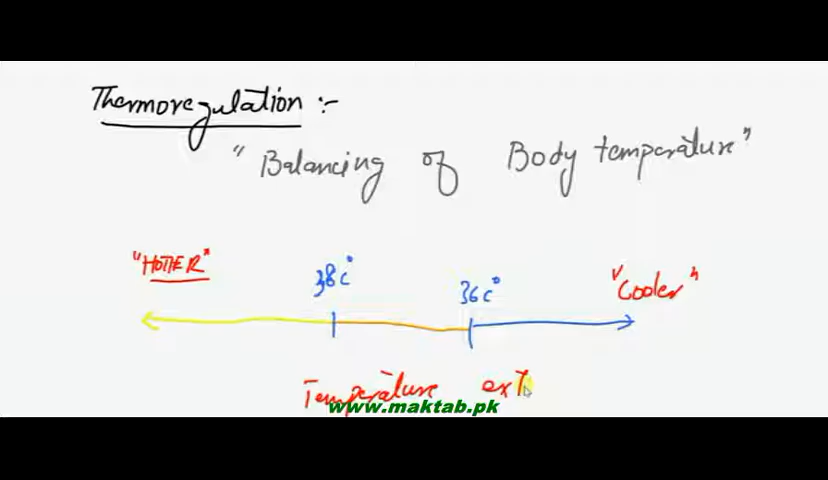 Thermoregulation :-
"Balancing of Body temperature"
"HOTTER" 38c° 36c° "Cooler"
Temperature ext
www.maktab.pk